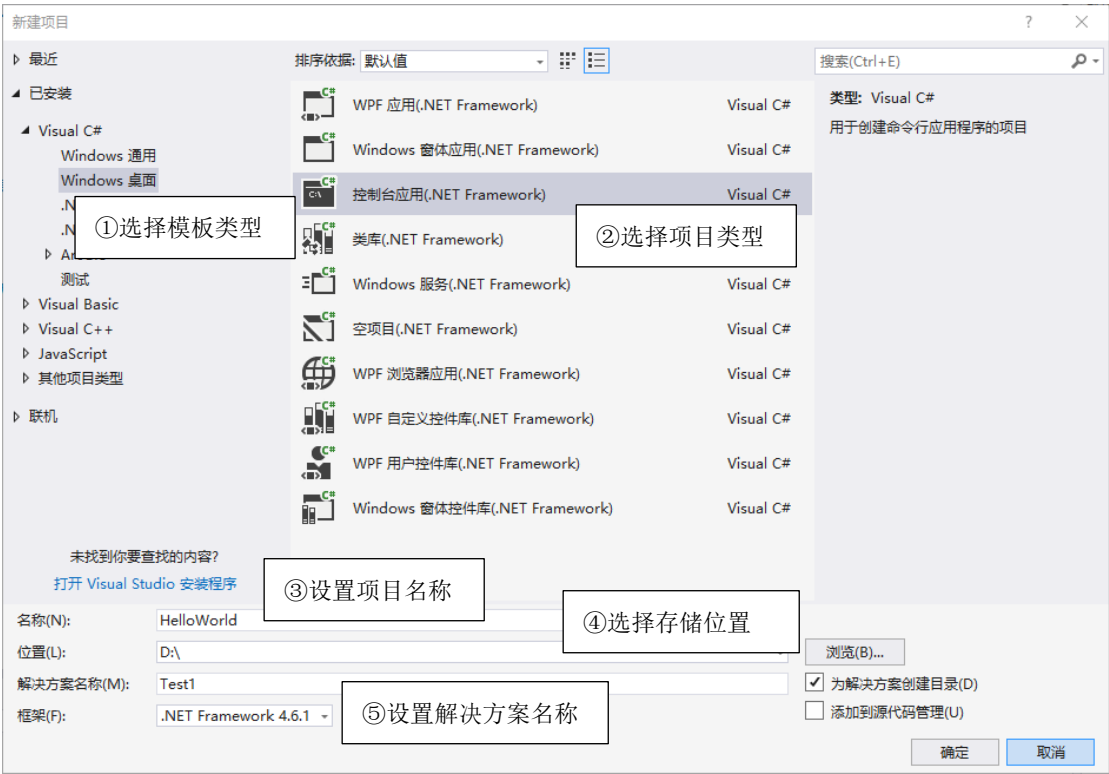 新建项目
?
最近
已安装
Visual C#
Windows 通用
Windows 桌面
.N
.N
测试
Visual Basic
Visual C++
JavaScript
其他项目类型
联机
未找到你要查找的内容?
打开 Visual Studio 安装程序
①选择模板类型
排序依据: 默认值
WPF 应用(.NET Framework) Visual C#
Windows 窗体应用(.NET Framework) Visual C#
控制台应用(.NET Framework) Visual C#
类库(.NET Framework)
Windows 服务(.NET Framework) Visual C#
空项目(.NET Framework) Visual C#
WPF 浏览器应用(.NET Framework) Visual C#
WPF 自定义控件库(.NET Framework) Visual C#
WPF 用户控件库(.NET Framework) Visual C#
Windows 窗体控件库(.NET Framework) Visual C#
②选择项目类型
搜索(Ctrl+E)
类型: Visual C#
用于创建命令行应用程序的项目
③设置项目名称
④选择存储位置
名称(N): HelloWorld
位置(L): D:\ 浏览(B)...
解决方案名称(M): Test1 为解决方案创建目录(D)
框架(F): .NET Framework 4.6.1 添加到源代码管理(U)
⑤设置解决方案名称
确定 取消